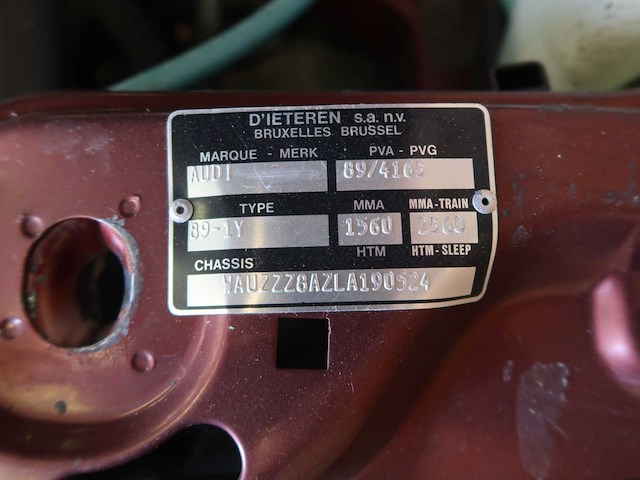 D'IETEREN s.a. n.v.
BRUXELLES BRUSSEL
MARQUE - MERK PVA - PVG
AUDI 89/4165
TYPE MMA MMA-TRAIN
89-1Y 1560 2560
HTM HTM-SLEEP
CHASSIS
WAUZZZ8AZLA190524